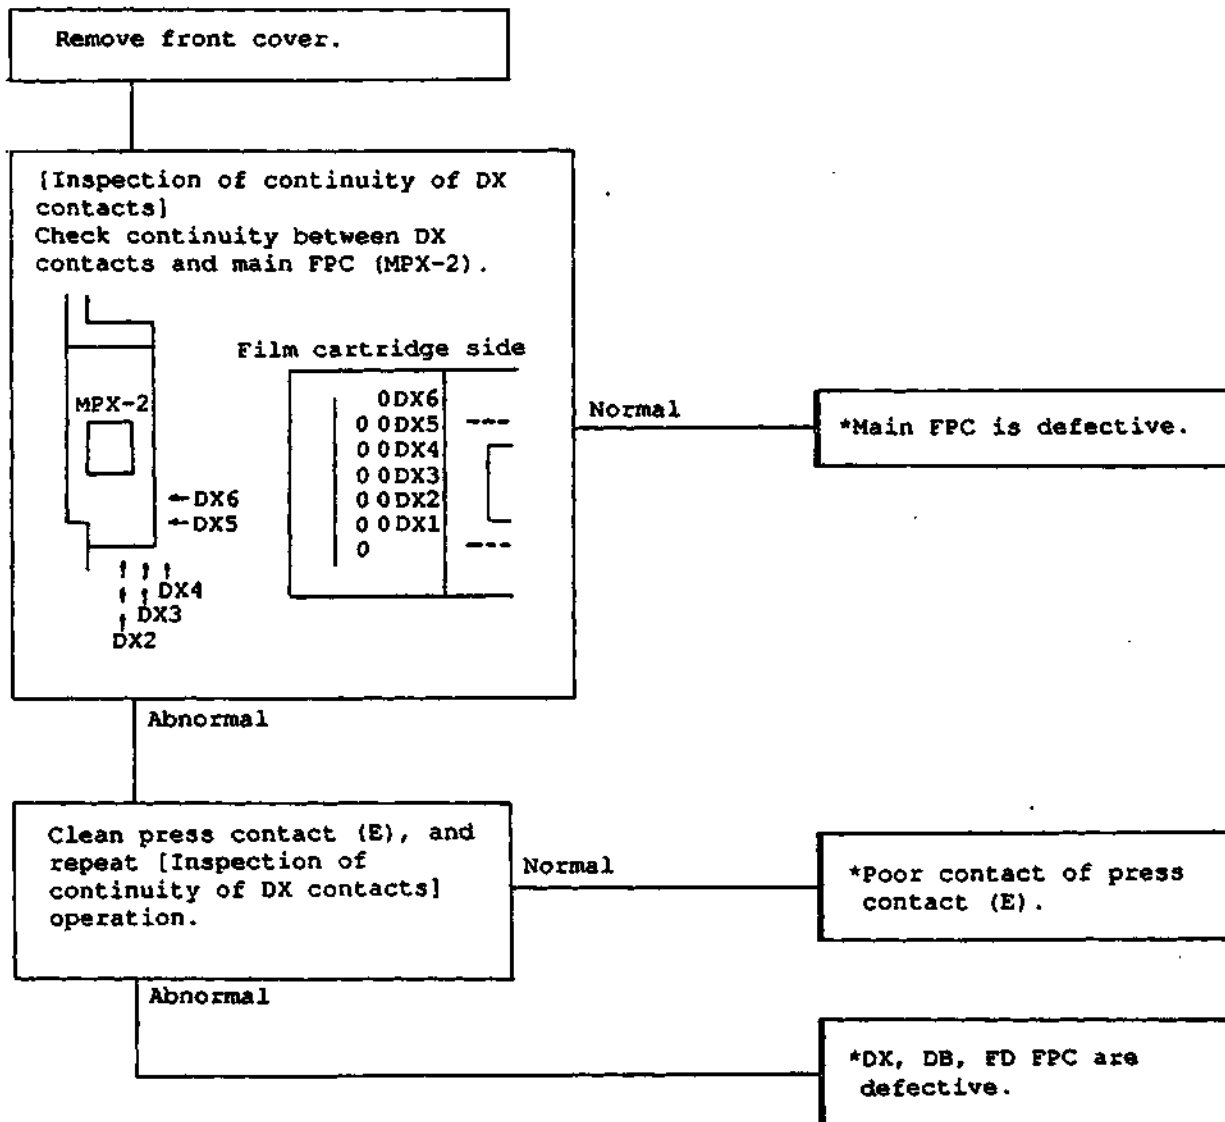 Remove front cover.
[Inspection of continuity of DX
contacts]
Check continuity between DX
contacts and main FPC (MPX-2).
Film cartridge side
MPX-2
0DX6
0 0DX5
0 0DX4
0 0DX3
0 0DX2
0 0DX1
0
DX6
DX5
DX4
DX3
DX2
Normal
*Main FPC is defective.
Abnormal
Clean press contact (E), and
repeat [Inspection of
continuity of DX contacts]
operation.
Normal
*Poor contact of press
contact (E).
Abnormal
*DX, DB, FD FPC are
defective.